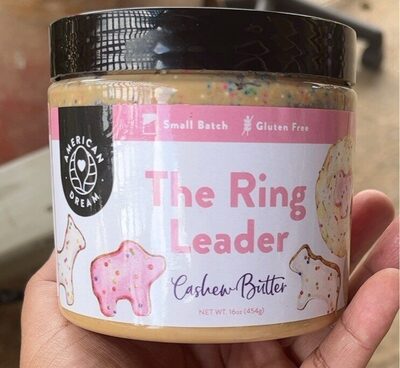 Small Batch Gluten Free
AMERICAN
DREAM
The Ring
Leader
Cashew Butter
NET WT. 16oz (454g)